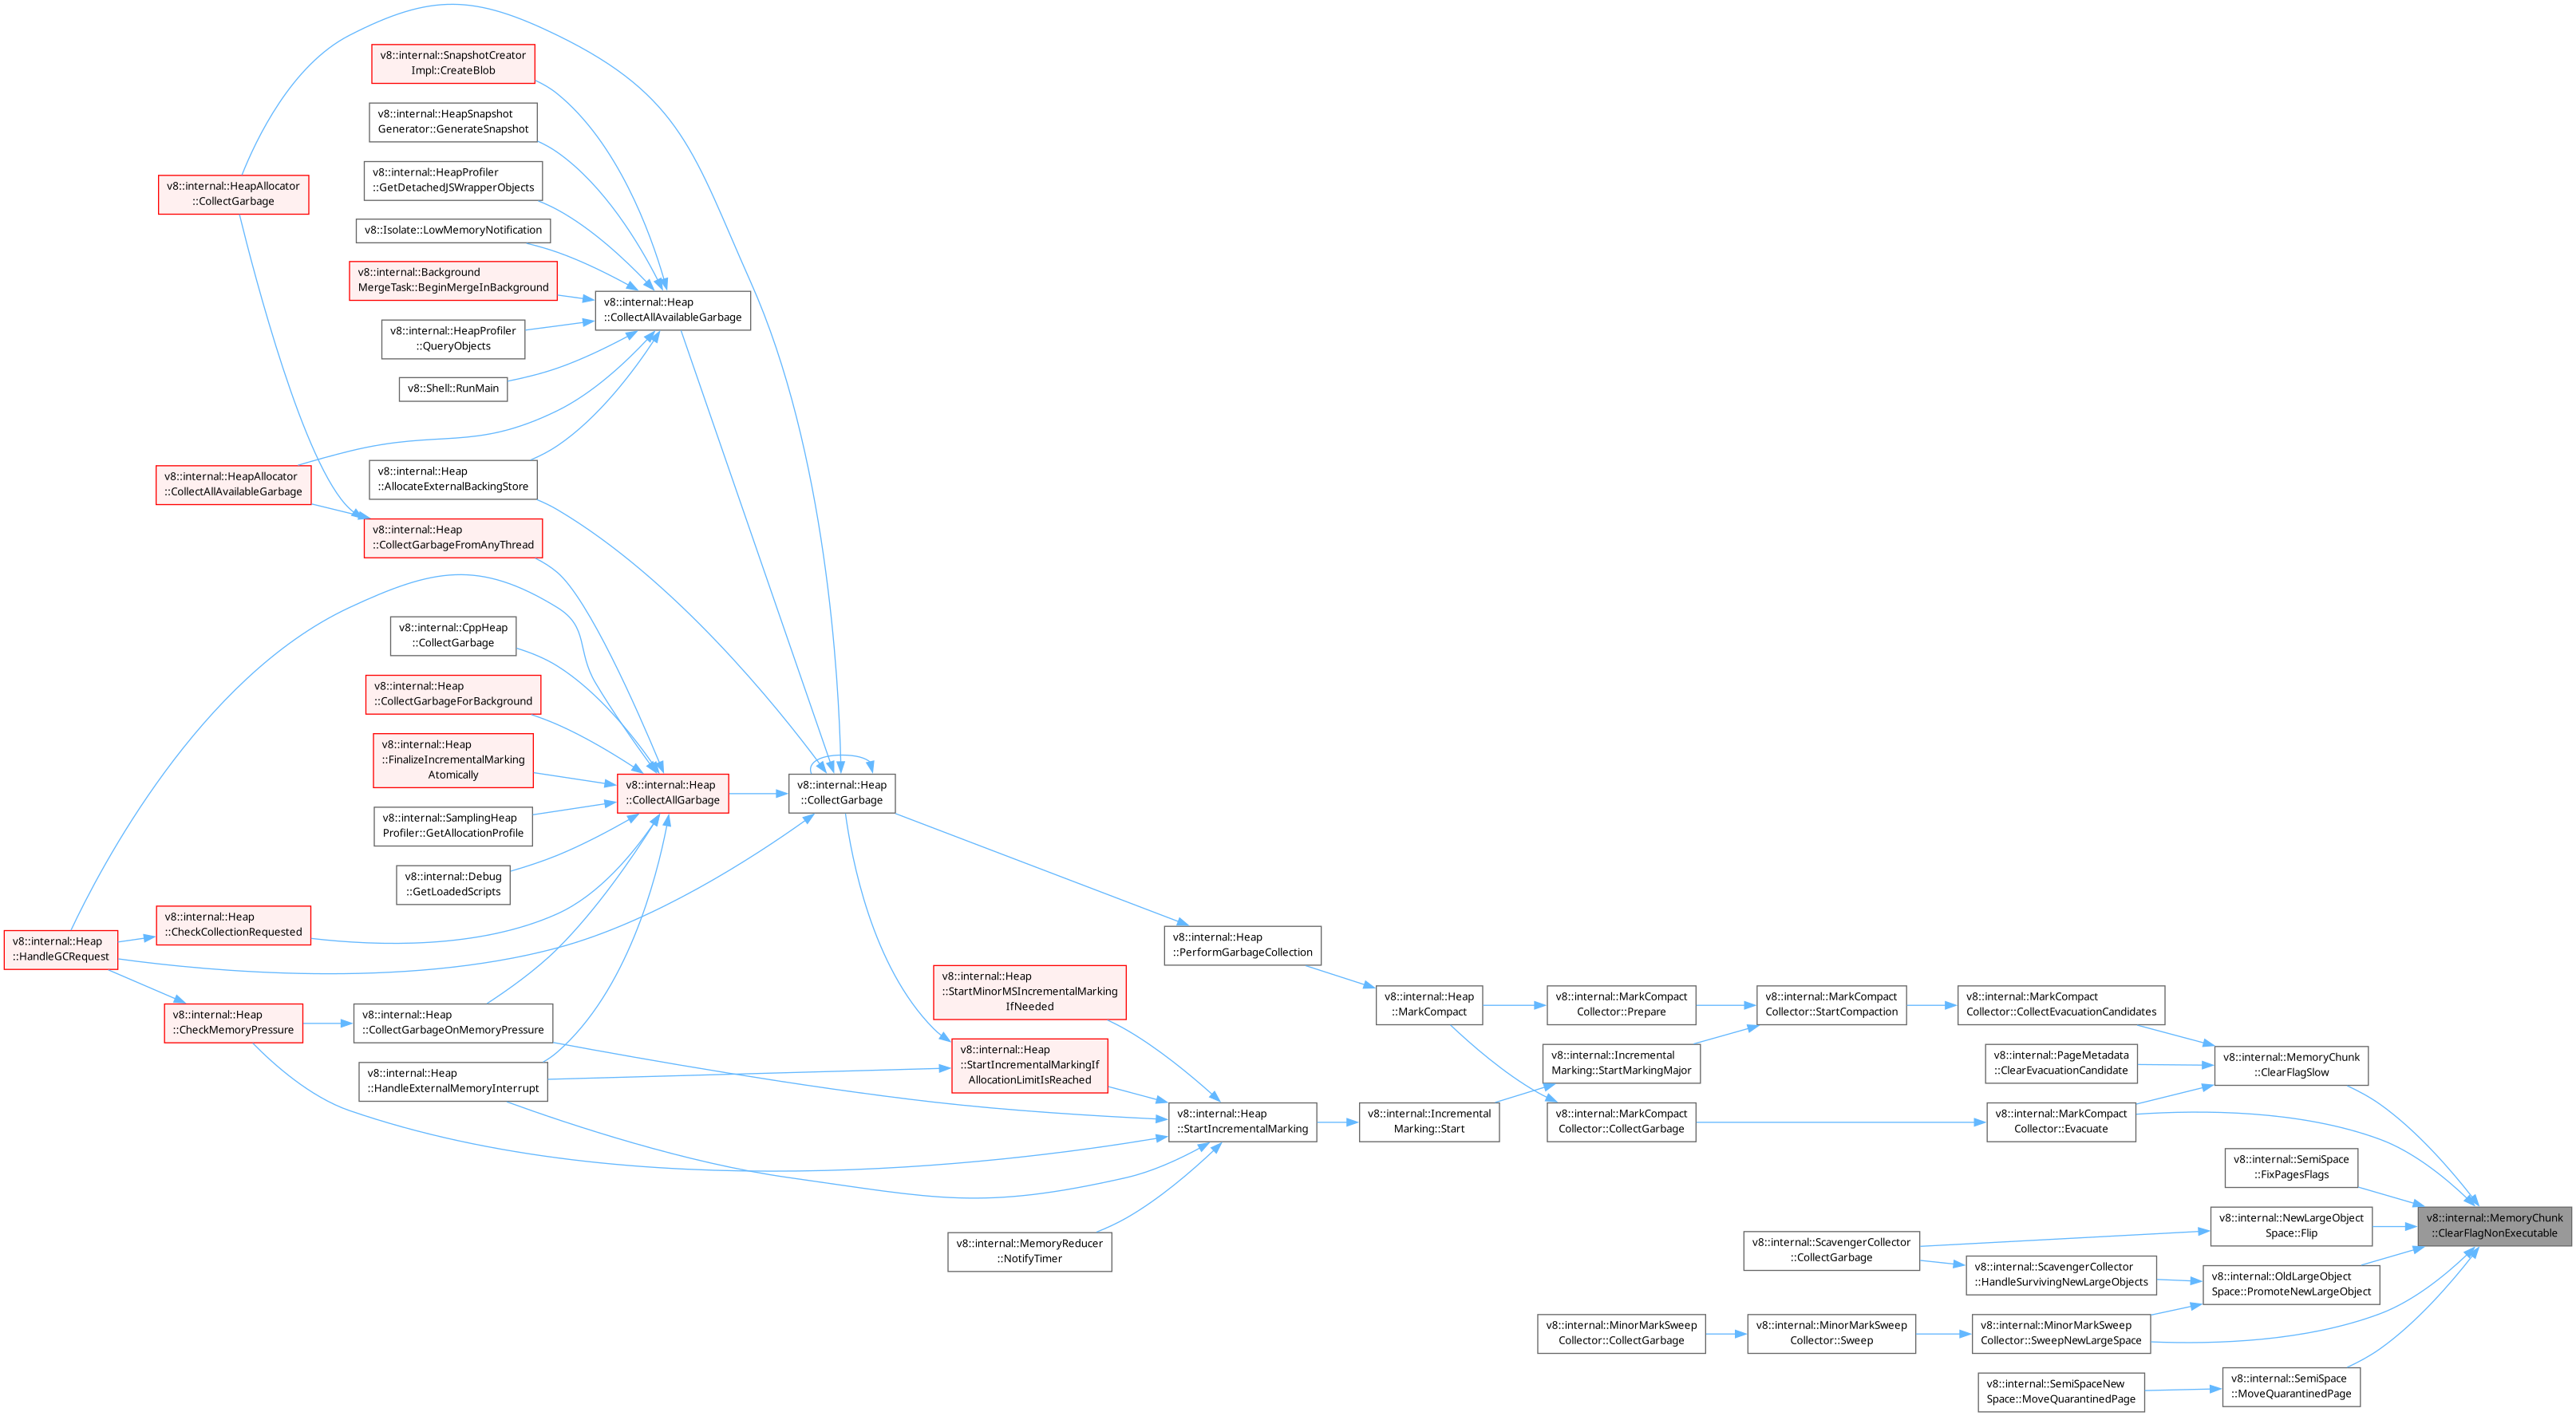 v8::internal::SnapshotCreator
Impl::CreateBlob
v8::internal::HeapSnapshot
Generator::GenerateSnapshot
v8::internal::HeapProfiler
::GetDetachedJSWrapperObjects
v8::internal::HeapAllocator
::CollectGarbage
v8::Isolate::LowMemoryNotification
v8::internal::Background
MergeTask::BeginMergeInBackground
v8::internal::Heap
::CollectAllAvailableGarbage
v8::internal::HeapProfiler
::QueryObjects
v8::Shell::RunMain
v8::internal::HeapAllocator
::CollectAllAvailableGarbage
v8::internal::Heap
::AllocateExternalBackingStore
v8::internal::Heap
::CollectGarbageFromAnyThread
v8::internal::CppHeap
::CollectGarbage
v8::internal::Heap
::CollectGarbageForBackground
v8::internal::Heap
::FinalizeIncrementalMarking
Atomically
v8::internal::Heap
::CollectAllGarbage
v8::internal::Heap
::CollectGarbage
v8::internal::SamplingHeap
Profiler::GetAllocationProfile
v8::internal::Debug
::GetLoadedScripts
v8::internal::Heap
::HandleGCRequest
v8::internal::Heap
::CheckCollectionRequested
v8::internal::Heap
::PerformGarbageCollection
v8::internal::Heap
::CheckMemoryPressure
v8::internal::Heap
::CollectGarbageOnMemoryPressure
v8::internal::Heap
::StartMinorMSIncrementalMarking
IfNeeded
v8::internal::Heap
::MarkCompact
v8::internal::MarkCompact
Collector::Prepare
v8::internal::MarkCompact
Collector::StartCompaction
v8::internal::MarkCompact
Collector::CollectEvacuationCandidates
v8::internal::Heap
::HandleExternalMemoryInterrupt
v8::internal::Heap
::StartIncrementalMarkingIf
AllocationLimitIsReached
v8::internal::Incremental
Marking::StartMarkingMajor
v8::internal::PageMetadata
::ClearEvacuationCandidate
v8::internal::MemoryChunk
::ClearFlagSlow
v8::internal::Heap
::StartIncrementalMarking
v8::internal::Incremental
Marking::Start
v8::internal::MarkCompact
Collector::CollectGarbage
v8::internal::MarkCompact
Collector::Evacuate
v8::internal::SemiSpace
::FixPagesFlags
v8::internal::MemoryReducer
::NotifyTimer
v8::internal::ScavengerCollector
::CollectGarbage
v8::internal::NewLargeObject
Space::Flip
v8::internal::MemoryChunk
::ClearFlagNonExecutable
v8::internal::ScavengerCollector
::HandleSurvivingNewLargeObjects
v8::internal::OldLargeObject
Space::PromoteNewLargeObject
v8::internal::MinorMarkSweep
Collector::CollectGarbage
v8::internal::MinorMarkSweep
Collector::Sweep
v8::internal::MinorMarkSweep
Collector::SweepNewLargeSpace
v8::internal::SemiSpaceNew
Space::MoveQuarantinedPage
v8::internal::SemiSpace
::MoveQuarantinedPage